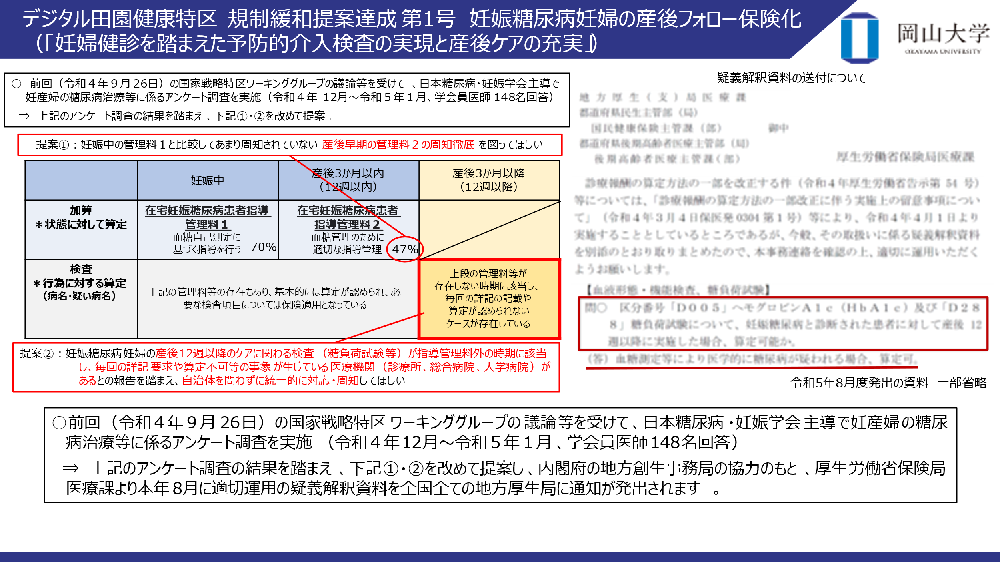 デジタル田園健康特区 規制緩和提案達成 第1号 妊娠糖尿病妊婦の産後フォロー保険化
（「妊婦健診を踏まえた予防的介入検査の実現と産後ケアの充実」）
岡山大学
OKAYAMA UNIVERSITY
○ 前回（令和４年９月26日）の国家戦略特区ワーキンググループの議論等を受けて、日本糖尿病・妊娠学会主導で
妊産婦の糖尿病治療等に係るアンケート調査を実施（令和４年 12月～令和５年１月、学会員医師 148名回答）
⇒ 上記のアンケート調査の結果を踏まえ、下記①・②を改めて提案。
提案①：妊娠中の管理料１と比較してあまり周知されていない 産後早期の管理料２の周知徹底 を図ってほしい
妊娠中
産後3か月以内
（12週以内）
産後3か月以降
（12週以降）
加算
＊状態に対して算定
在宅妊娠糖尿病患者指導
管理料１
血糖自己測定に
基づく指導を行う 70%
在宅妊娠糖尿病患者
指導管理料２
血糖管理のために
適切な指導管理 47%
検査
＊行為に対する算定
（病名・疑い病名）
上記の管理料等の存在もあり、基本的には算定が認められ、必
要な検査項目については保険適用となっている
上段の管理料等が
存在しない時期に該当し、
毎回の詳記の記載や
算定が認められない
ケースが存在している
提案②：妊娠糖尿病妊婦の産後12週以降のケアに関わる検査（糖負荷試験等）が指導管理料外の時期に該当
し、毎回の詳記要求や算定不可等の事象が生じている医療機関（診療所、総合病院、大学病院）が
あるとの報告を踏まえ、自治体を問わずに統一的に対応・周知してほしい
疑義解釈資料の送付について
地方厚生（支）局医療課
都道府県民生主管部（局）
国民健康保険主管課（部） 御中
都道府県後期高齢者医療主管部（局）
後期高齢者医療主管課（部）
厚生労働省保険局医療課
診療報酬の算定方法の一部を改正する件（令和４年厚生労働省告示第 54 号）
等については、「診療報酬の算定方法の一部改正に伴う実施上の留意事項につい
て」（令和４年３月４日保医発 0304 第１号）等により、令和４年４月１日より
実施することとしているところであるが、今般、その取扱いに係る疑義解釈資料
を別添のとおり取りまとめたので、本事務連絡を確認の上、適切に運用いただく
ようお願いします。
【血液形態・機能検査、糖負荷試験】
問○ 区分番号「Ｄ００５」ヘモグロビンＡ１ｃ（ＨｂＡ１ｃ）及び「Ｄ２８
８」糖負荷試験について、妊娠糖尿病と診断された患者に対して産後 12
週以降に実施した場合、算定可能か。
（答）血糖測定等により医学的に糖尿病が疑われる場合、算定可。
令和5年8月度発出の資料 一部省略
○前回（令和４年９月26日）の国家戦略特区 ワーキンググループの議論等を受けて、日本糖尿病・妊娠学会主導で妊産婦の糖尿
病治療等に係るアンケート調査を実施 （令和４年12月～令和５年１月、学会員医師148名回答）
⇒ 上記のアンケート調査の結果を踏まえ、下記①・②を改めて提案し、内閣府の地方創生事務局の協力のもと、厚生労働省保険局
医療課より本年8月に適切運用の疑義解釈資料を全国全ての地方厚生局に通知が発出されます 。